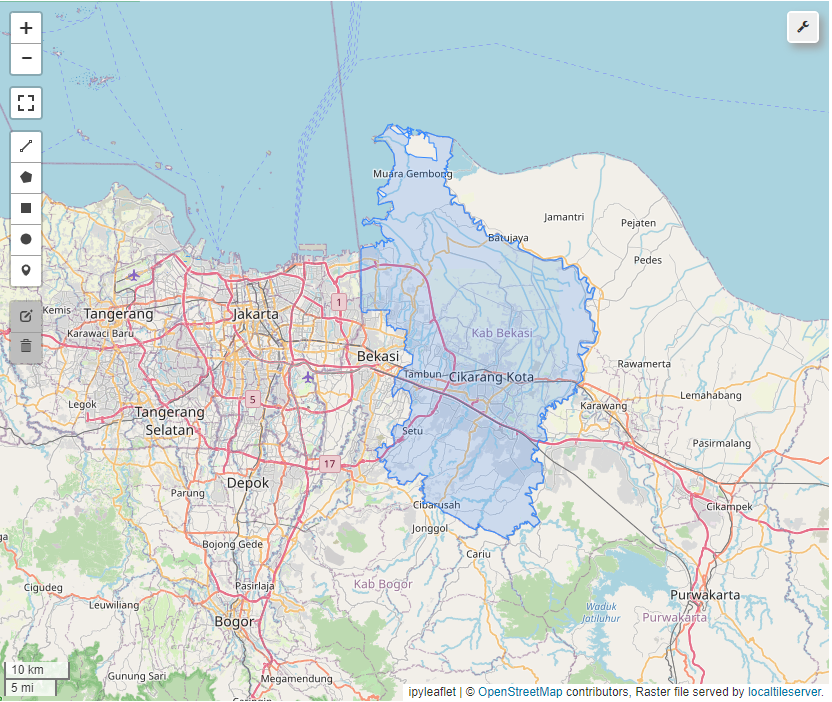 +
−
Muara Gembong
Jamantri
Pejaten
Batujaya
Pedes
1
Kemis
Tangerang
Jakarta
Karawaci Baru
Kab Bekasi
Bekasi
Rawamerta
Tambun
Cikarang Kota
5
Lemahabang
Legok
Karawang
Tangerang
Selatan
Setu
Pasirmalang
17
Depok
Parung
Cibarusah
Cikampek
Jonggol
Bojong Gede
Cariu
Cigudeg
Pasirlaja
Kab Bogor
Leuwiliang
Purwakarta
Waduk
Jatiluhur
Purwakarta
Bogor
10 km
Gunung Sari
Megamendung
5 mi
ipyleaflet | © OpenStreetMap contributors, Raster file served by localtileserver.